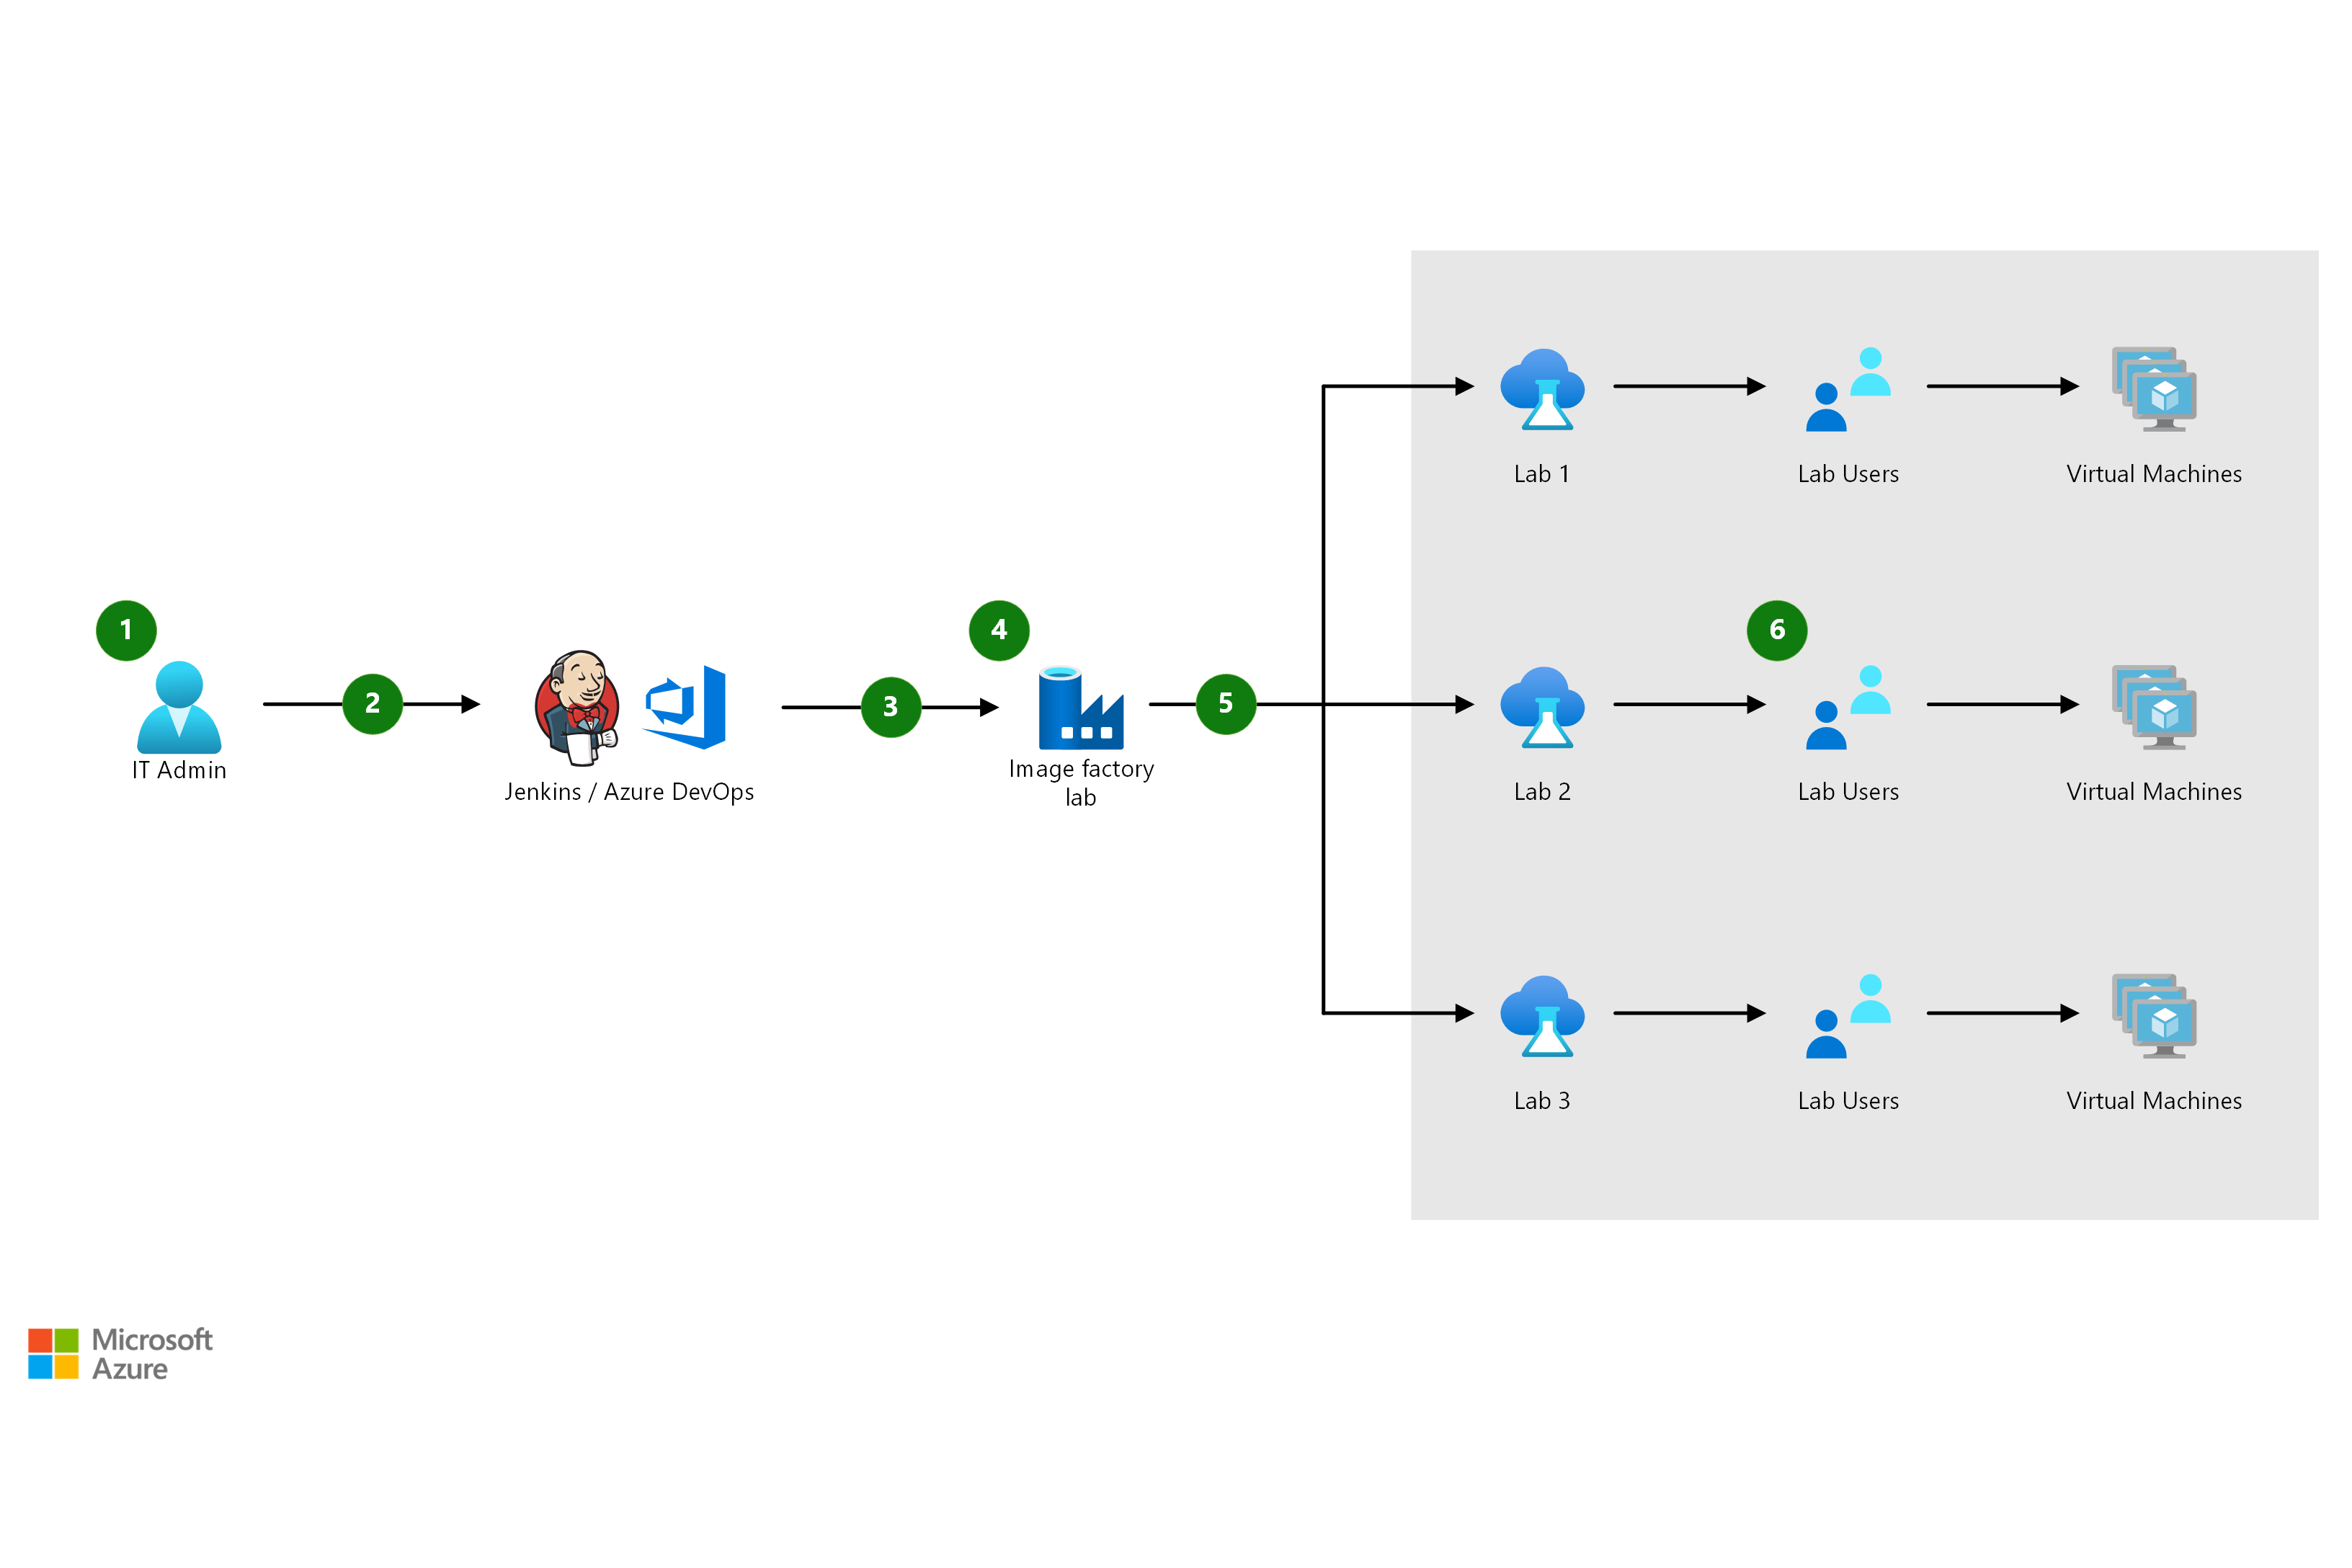 Lab 1
Lab Users
Virtual Machines
1
4
6
2
3
5
IT Admin
Jenkins / Azure DevOps
Image factory
lab
Lab 2
Lab Users
Virtual Machines
Lab 3
Lab Users
Virtual Machines
Microsoft
Azure